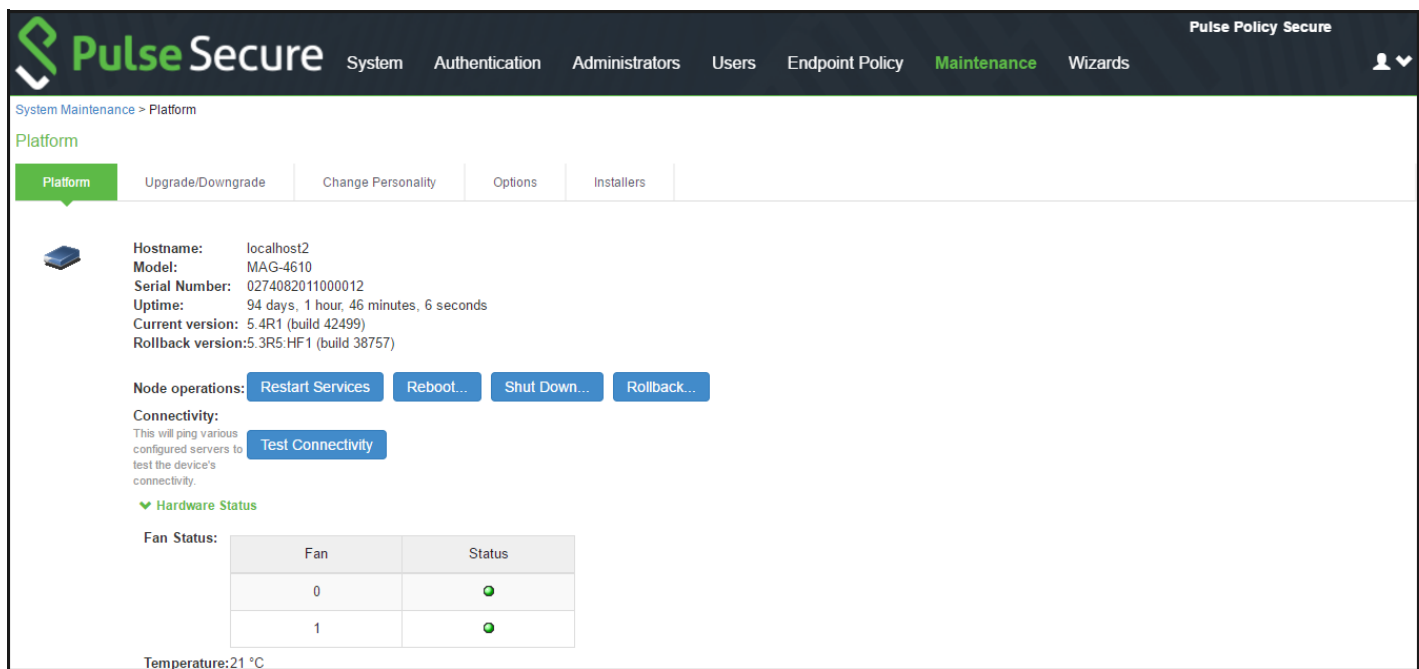 Pulse Policy Secure
Pulse Secure System Authentication Administrators Users Endpoint Policy Maintenance Wizards
System Maintenance > Platform
Platform
Platform Upgrade/Downgrade Change Personality Options Installers
Hostname: localhost2
Model: MAG-4610
Serial Number: 0274082011000012
Uptime: 94 days, 1 hour, 46 minutes, 6 seconds
Current version: 5.4R1 (build 42499)
Rollback version:5.3R5:HF1 (build 38757)
Node operations: Restart Services Reboot... Shut Down... Rollback...
Connectivity:
This will ping various
configured servers to
test the device's
connectivity.
Test Connectivity
Hardware Status
Fan Status:
Fan Status
0
1
Temperature:21 °C